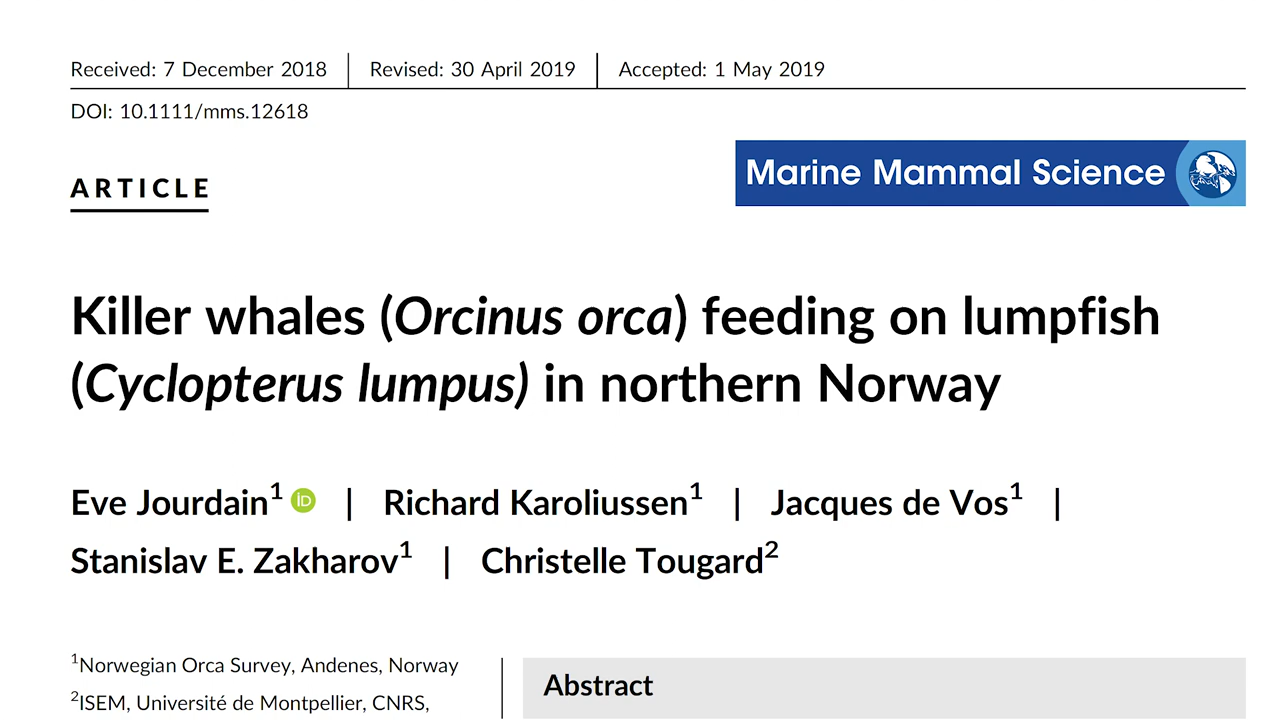 Received: 7 December 2018 | Revised: 30 April 2019 | Accepted: 1 May 2019
DOI: 10.1111/mms.12618
ARTICLE
Marine Mammal Science
Killer whales (Orcinus orca) feeding on lumpfish
(Cyclopterus lumpus) in northern Norway
Eve Jourdain¹ iD | Richard Karoliussen¹ | Jacques de Vos¹ |
Stanislav E. Zakharov¹ | Christelle Tougard²
¹Norwegian Orca Survey, Andenes, Norway
²ISEM, Université de Montpellier, CNRS,
Abstract